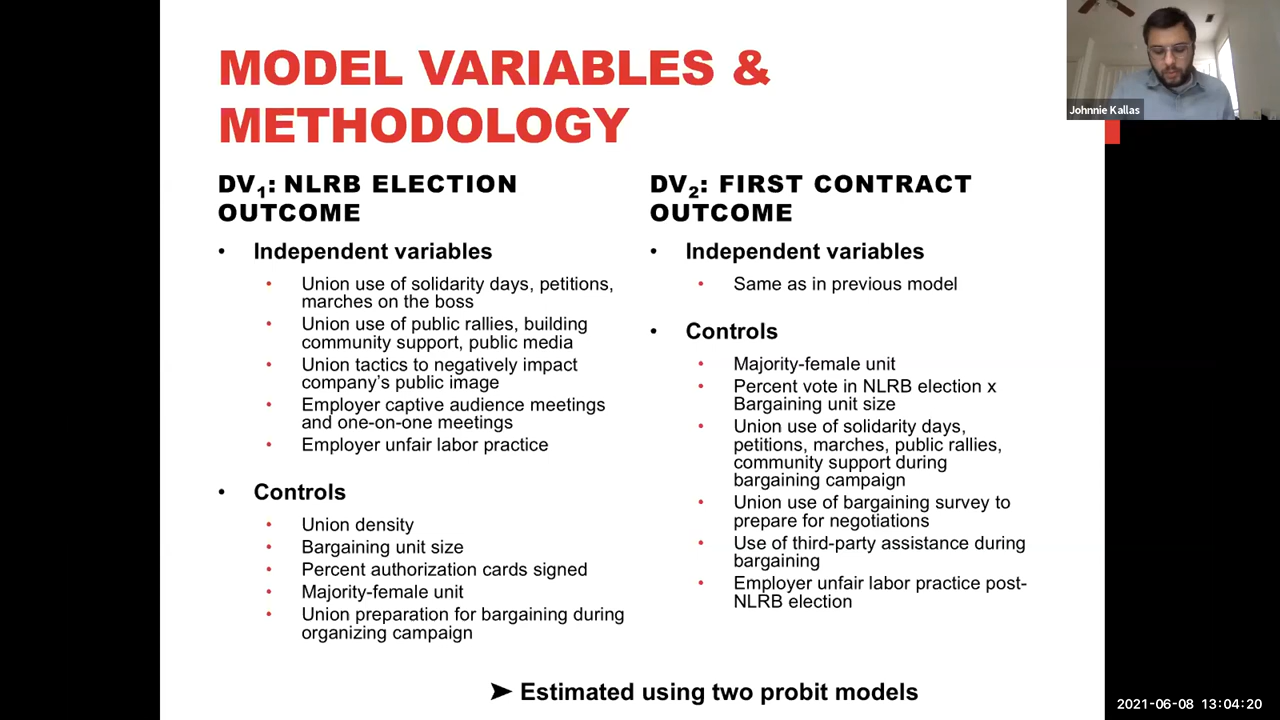 MODEL VARIABLES &
METHODOLOGY
Johnnie Kallas
DV1: NLRB ELECTION
OUTCOME
• Independent variables
• Union use of solidarity days, petitions,
marches on the boss
• Union use of public rallies, building
community support, public media
• Union tactics to negatively impact
company's public image
• Employer captive audience meetings
and one-on-one meetings
• Employer unfair labor practice
• Controls
• Union density
• Bargaining unit size
• Percent authorization cards signed
• Majority-female unit
• Union preparation for bargaining during
organizing campaign
DV2: FIRST CONTRACT
OUTCOME
• Independent variables
• Same as in previous model
• Controls
• Majority-female unit
• Percent vote in NLRB election x
Bargaining unit size
• Union use of solidarity days,
petitions, marches, public rallies,
community support during
bargaining campaign
• Union use of bargaining survey to
prepare for negotiations
• Use of third-party assistance during
bargaining
• Employer unfair labor practice post-
NLRB election
➤ Estimated using two probit models
2021-06-08 13:04:20